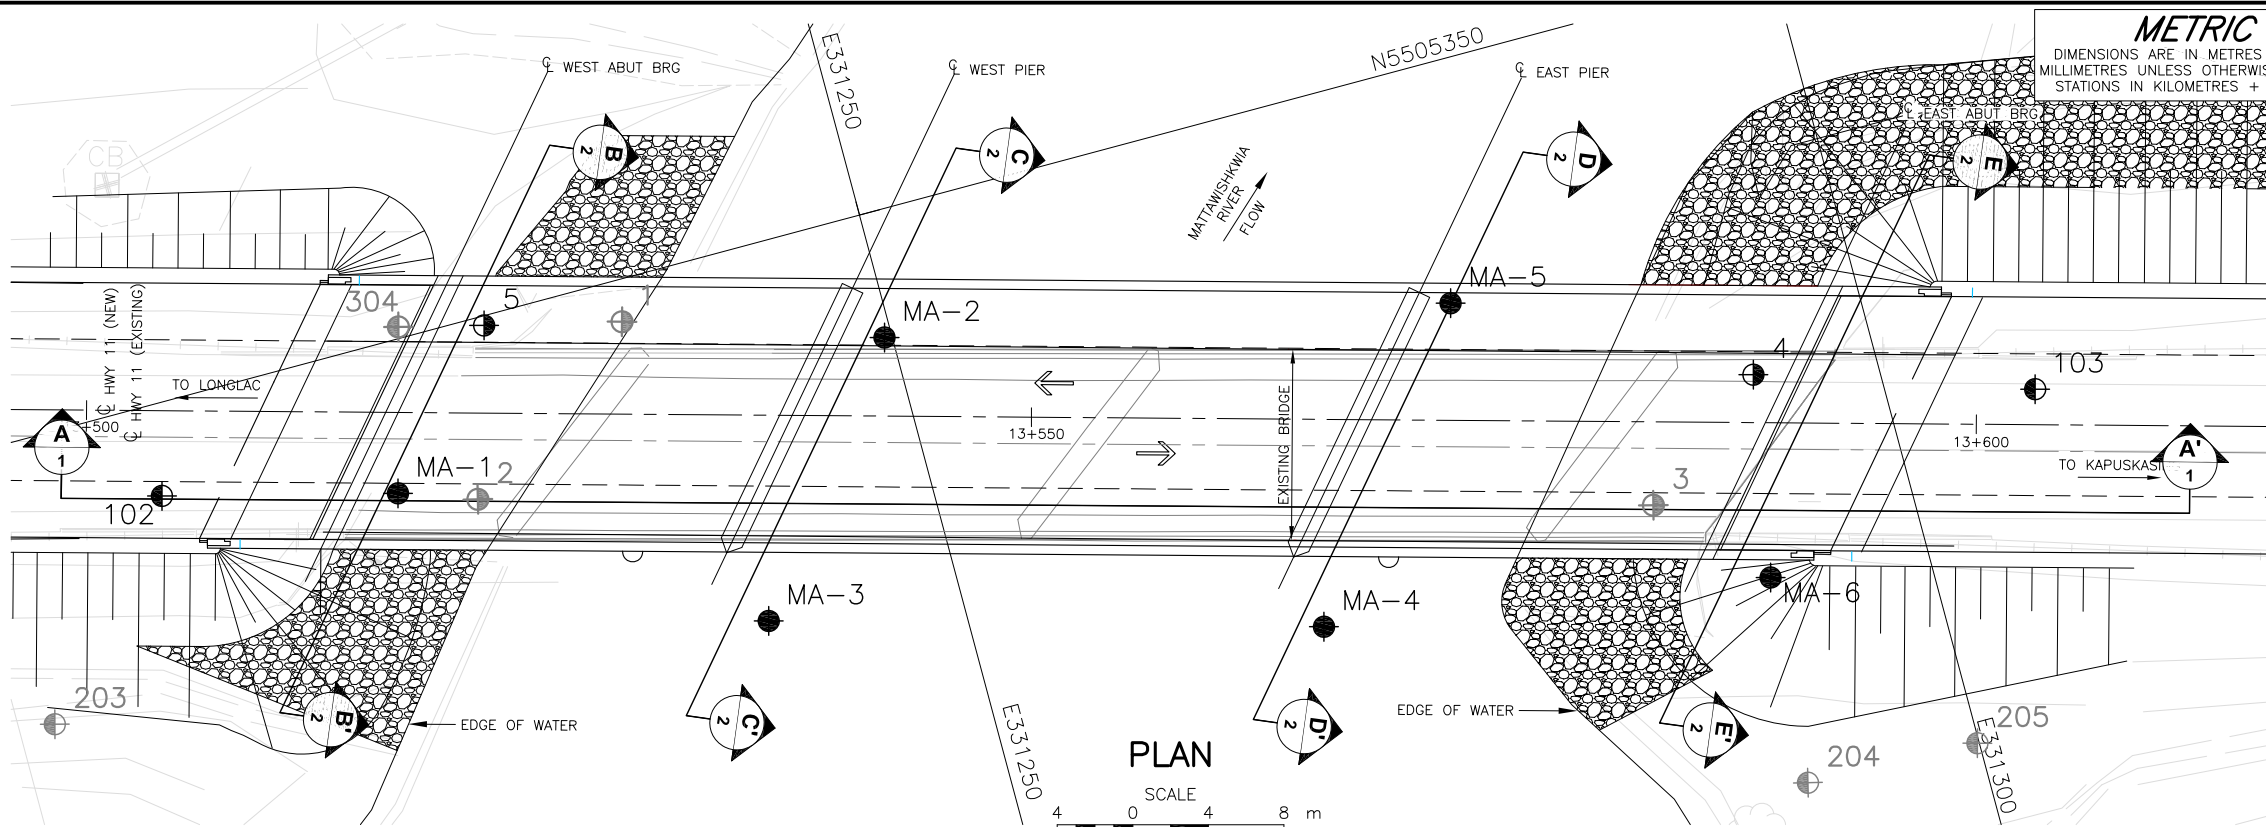 METRIC
DIMENSIONS ARE IN METRES
MILLIMETRES UNLESS OTHERWIS
STATIONS IN KILOMETRES +
℄ WEST ABUT BRG
℄ WEST PIER
℄ EAST PIER
℄ EAST ABUT BRG
E331250
N5505350
CB
B
2
C
2
D
2
E
2
MATTAWISHKWIA
RIVER
FLOW
304
5
1
MA-2
MA-5
4
103
℄ HWY 11 (NEW)
℄ HWY 11 (EXISTING)
TO LONGLAC
EXISTING BRIDGE
+500
13+550
13+600
A
1
A'
1
TO KAPUSKASI
MA-1
2
3
102
MA-3
MA-4
MA-6
203
B'
2
C'
2
D'
2
E'
2
EDGE OF WATER
EDGE OF WATER
E331250
205
204
E331300
PLAN
SCALE
4 0 4 8 m